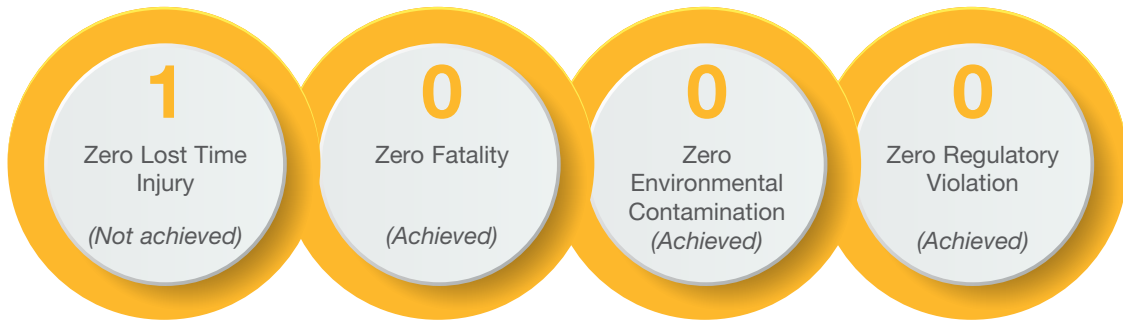 1
Zero Lost Time
Injury
(Not achieved)
0
Zero Fatality
(Achieved)
0
Zero
Environmental
Contamination
(Achieved)
0
Zero Regulatory
Violation
(Achieved)